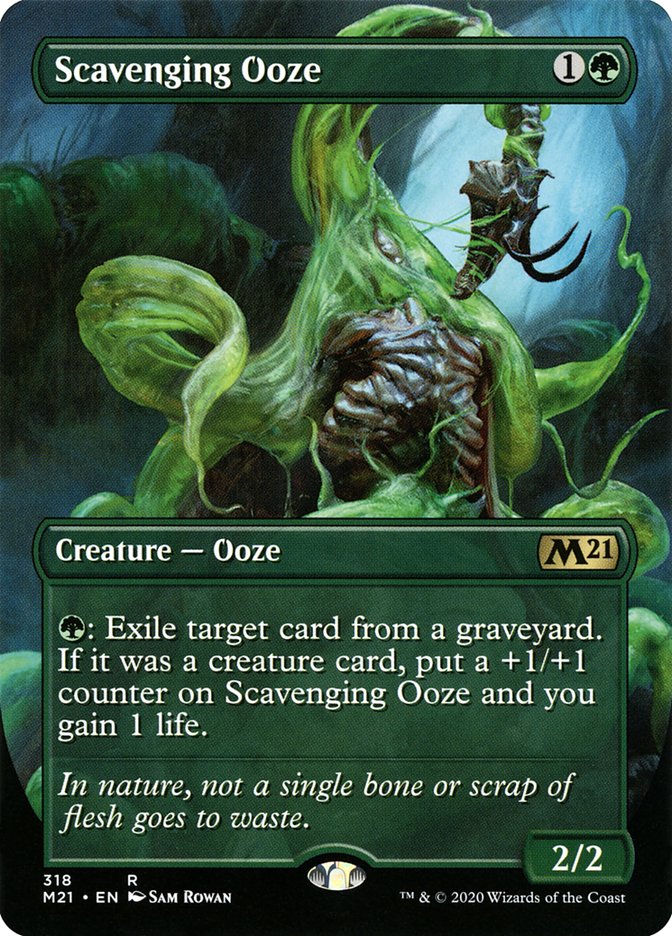 Scavenging Ooze 1
Creature — Ooze M21
: Exile target card from a graveyard.
If it was a creature card, put a +1/+1
counter on Scavenging Ooze and you
gain 1 life.
In nature, not a single bone or scrap of
flesh goes to waste.
2/2
318 R
M21 • EN Sam Rowan
™ & © 2020 Wizards of the Coast